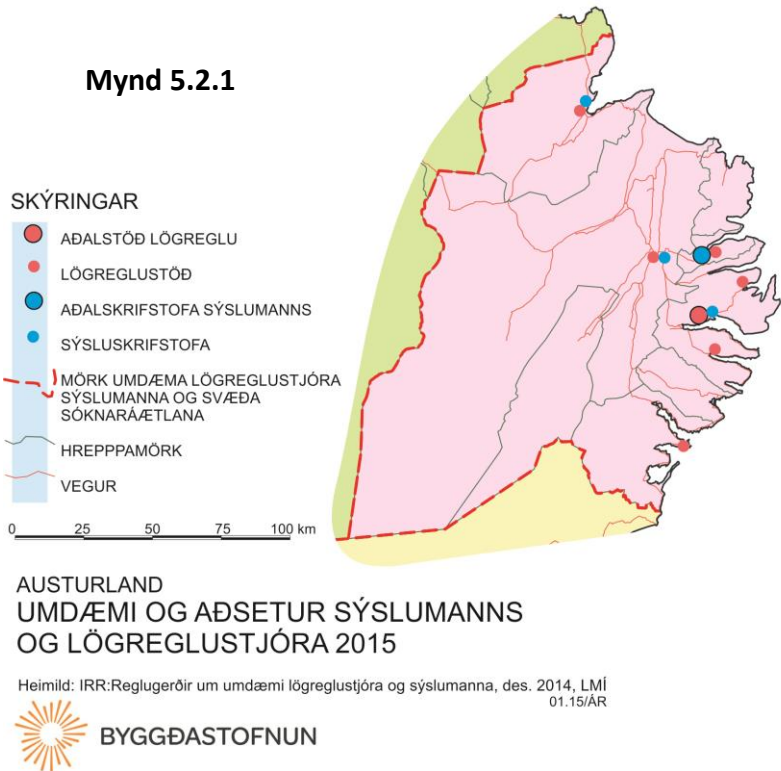 Mynd 5.2.1
SKÝRINGAR
AÐALSTÖÐ LÖGREGLU
LÖGREGLUSTÖÐ
AÐALSKRIFSTOFA SÝSLUMANNS
SÝSLUSKRIFSTOFA
MÖRK UMDÆMA LÖGREGLUSTJÓRA
SÝSLUMANNA OG SVÆÐA
SÓKNARÁÆTLANA
HREPPPAMÖRK
VEGUR
0 25 50 75 100 km
AUSTURLAND
UMDÆMI OG AÐSETUR SÝSLUMANNS
OG LÖGREGLUSTJÓRA 2015
Heimild: IRR:Reglugerðir um umdæmi lögreglustjóra og sýslumanna, des. 2014, LMÍ
01.15/ÁR
BYGGÐASTOFNUN